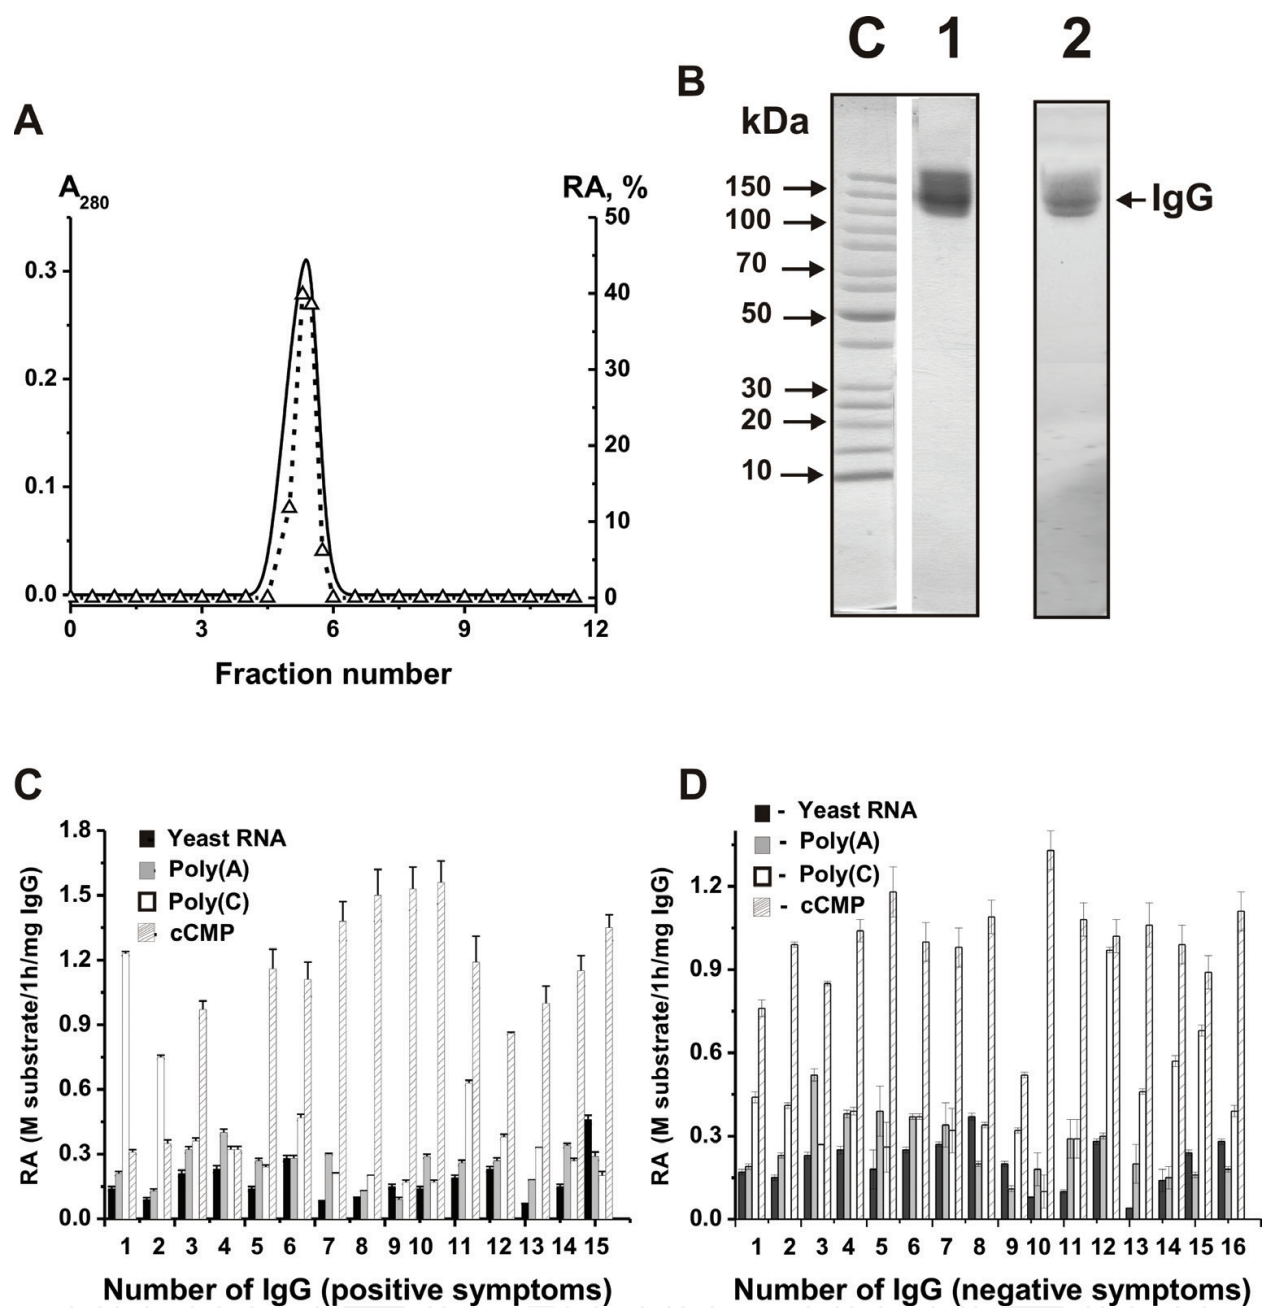 A
A280
RA, %
0.3
0.2
0.1
0.0
50
40
30
20
10
0
0 3 6 9 12
Fraction number
B
C 1 2
kDa
150
100
70
50
30
20
10
IgG
C
RA (M substrate/1h/mg IgG)
1.8
1.5
1.2
0.9
0.6
0.3
0.0
Yeast RNA
Poly(A)
Poly(C)
cCMP
1 2 3 4 5 6 7 8 9 10 11 12 13 14 15
Number of IgG (positive symptoms)
D
RA (M substrate/1h/mg IgG)
1.2
0.9
0.6
0.3
0.0
- Yeast RNA
- Poly(A)
- Poly(C)
- cCMP
1 2 3 4 5 6 7 8 9 10 11 12 13 14 15 16
Number of IgG (negative symptoms)